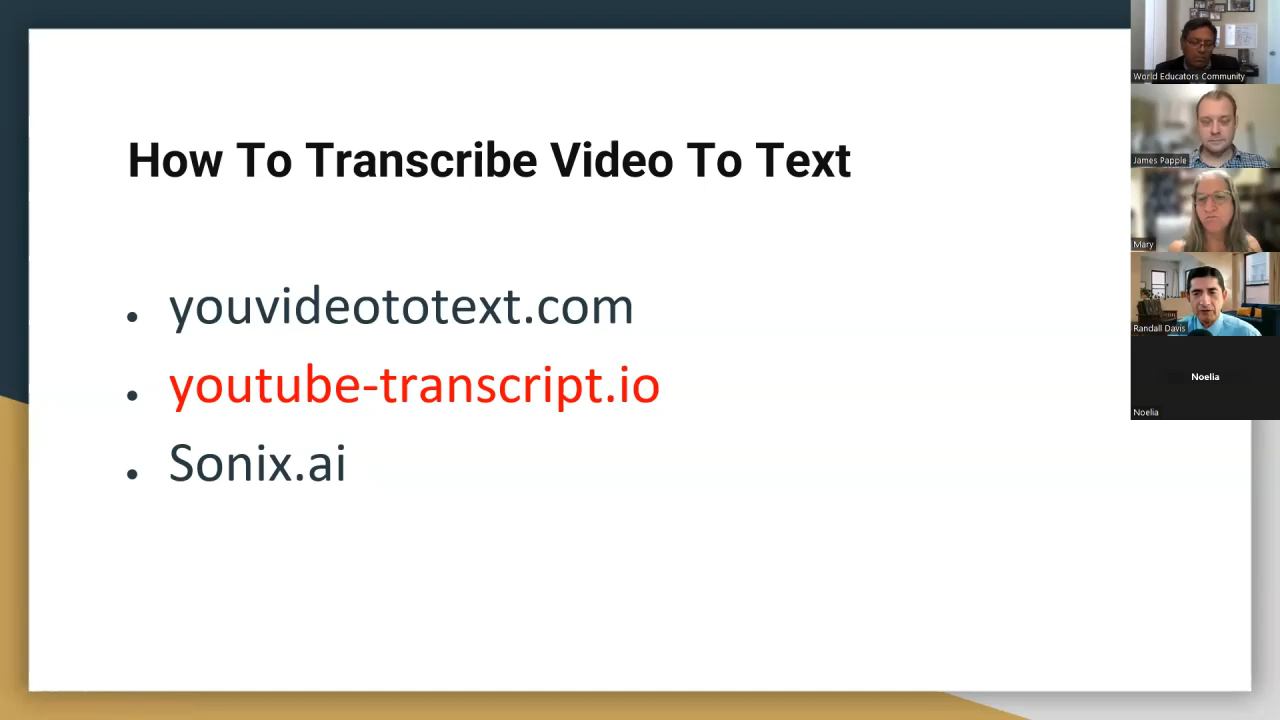 How To Transcribe Video To Text
• youvideototext.com
• youtube-transcript.io
• Sonix.ai
World Educators Community
James Papple
Mary
Randall Davis
Noelia
Noelia